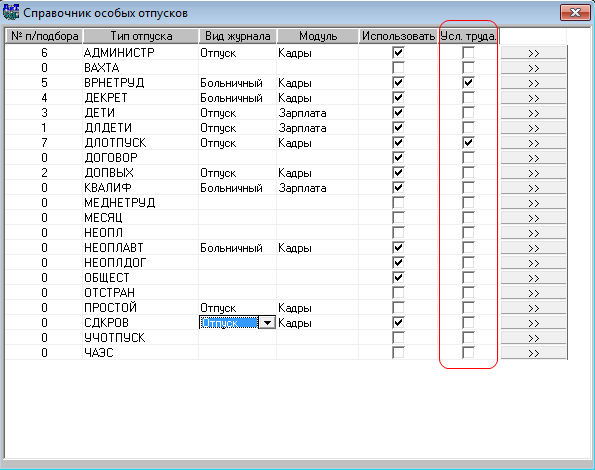 Справочник особых отпусков
№ п/подбора Тип отпуска Вид журнала Модуль Использовать Усл. труда.
6 АДМИНИСТР Отпуск Кадры >>
0 ВАХТА >>
5 ВРНЕТРУД Больничный Кадры >>
4 ДЕКРЕТ Больничный Кадры >>
3 ДЕТИ Отпуск Зарплата >>
1 ДЛДЕТИ Отпуск Зарплата >>
7 ДЛОТПУСК Отпуск Кадры >>
0 ДОГОВОР >>
2 ДОПВЫХ Отпуск Кадры >>
0 КВАЛИФ Больничный Зарплата >>
0 МЕДНЕТРУД >>
0 МЕСЯЦ >>
0 НЕОПЛ >>
0 НЕОПЛАВТ Больничный Кадры >>
0 НЕОПЛДОГ >>
0 ОБЩЕСТ >>
0 ОТСТРАН >>
0 ПРОСТОЙ Отпуск Кадры >>
0 СДКРОВ Отпуск Кадры >>
0 УЧОТПУСК >>
0 ЧАЭС >>